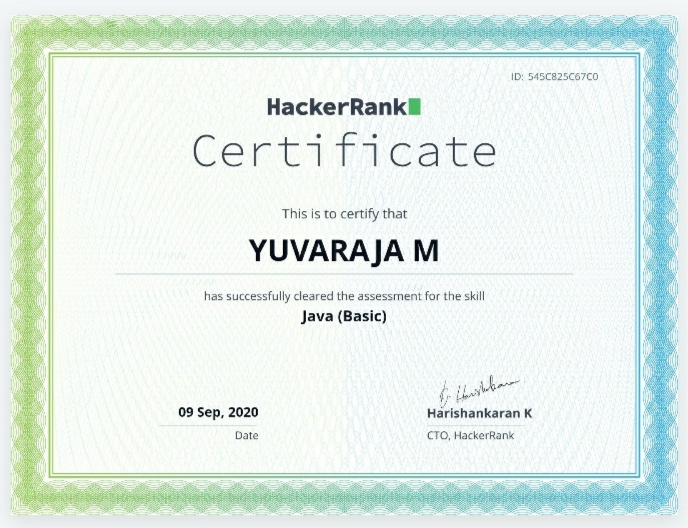 ID: 545C825C67C0
HackerRank
Certificate
This is to certify that
YUVARAJA M
has successfully cleared the assessment for the skill
Java (Basic)
09 Sep, 2020
Date
Harishankaran K
CTO, HackerRank